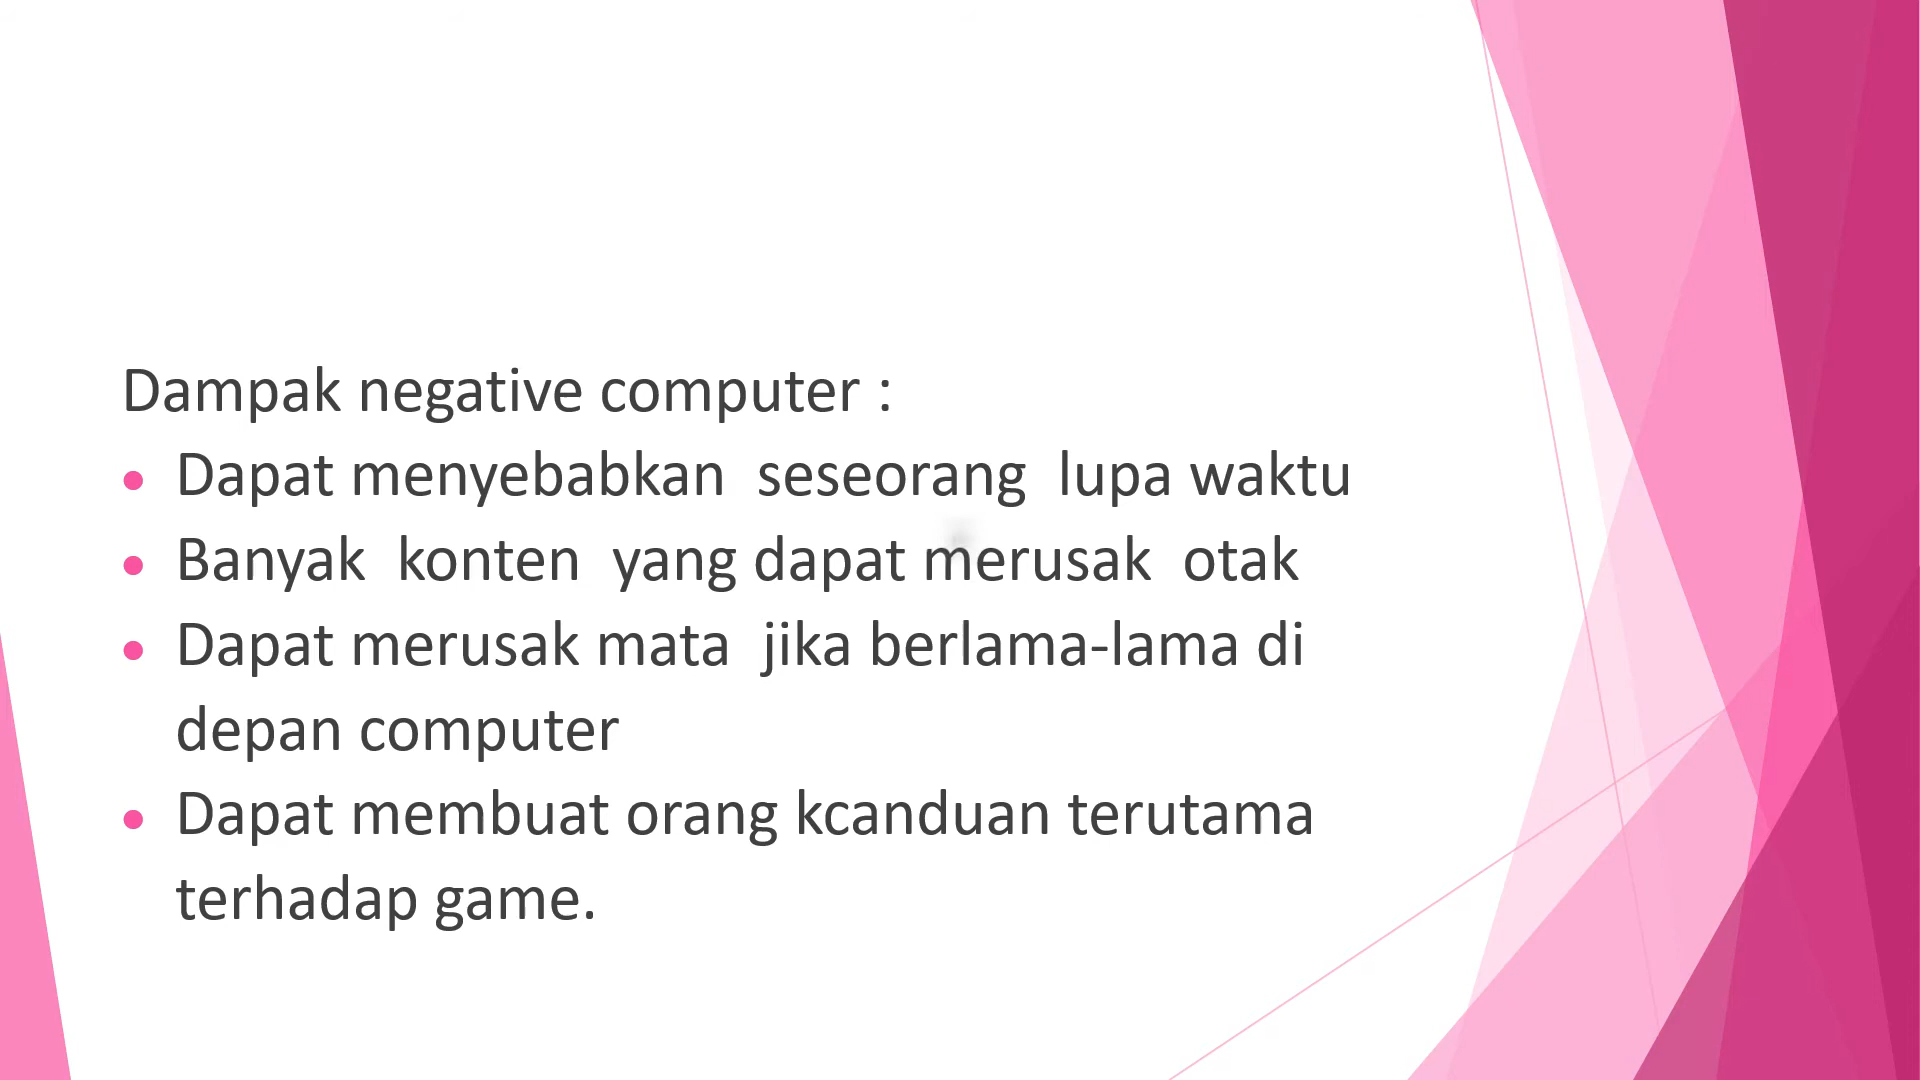 Dampak negative computer :
Dapat menyebabkan seseorang lupa waktu
Banyak konten yang dapat merusak otak
Dapat merusak mata jika berlama-lama di
depan computer
Dapat membuat orang kcanduan terutama
terhadap game.